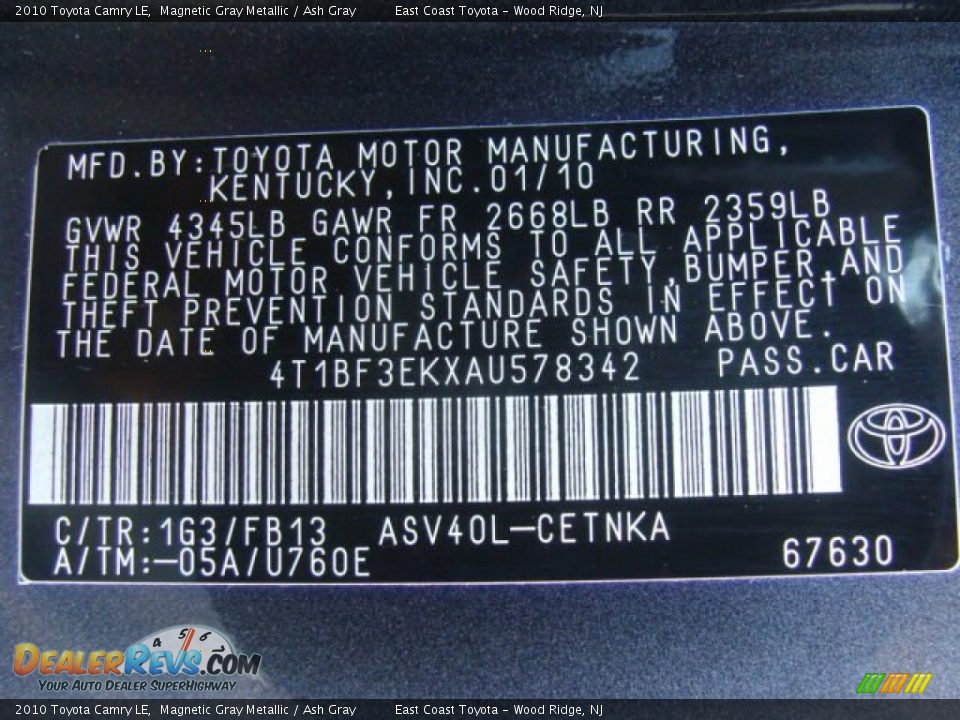 2010 Toyota Camry LE,  Magnetic Gray Metallic / Ash Gray          East Coast Toyota - Wood Ridge, NJ
MFD.BY:TOYOTA MOTOR MANUFACTURING,
KENTUCKY,INC.01/10
GVWR 4345LB GAWR FR 2668LB RR 2359LB
THIS VEHICLE CONFORMS TO ALL APPLICABLE
FEDERAL MOTOR VEHICLE SAFETY,BUMPER,AND
THEFT PREVENTION STANDARDS IN EFFECT ON
THE DATE OF MANUFACTURE SHOWN ABOVE.
4T1BF3EKXAU578342 PASS.CAR
C/TR:1G3/FB13 ASV40L-CETNKA
A/TM:-05A/U760E 67630
4 5 6
DEALERREVS.COM
YOUR AUTO DEALER SUPERHIGHWAY
2010 Toyota Camry LE,  Magnetic Gray Metallic / Ash Gray          East Coast Toyota - Wood Ridge, NJ